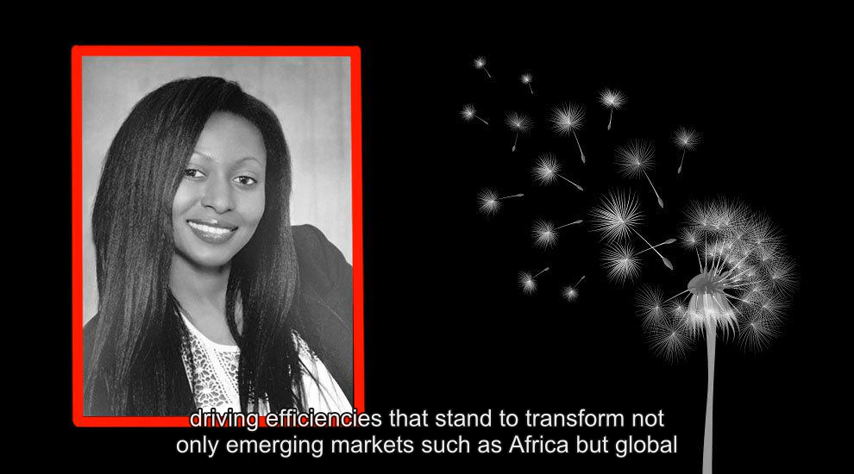 driving efficiencies that stand to transform not
only emerging markets such as Africa but global